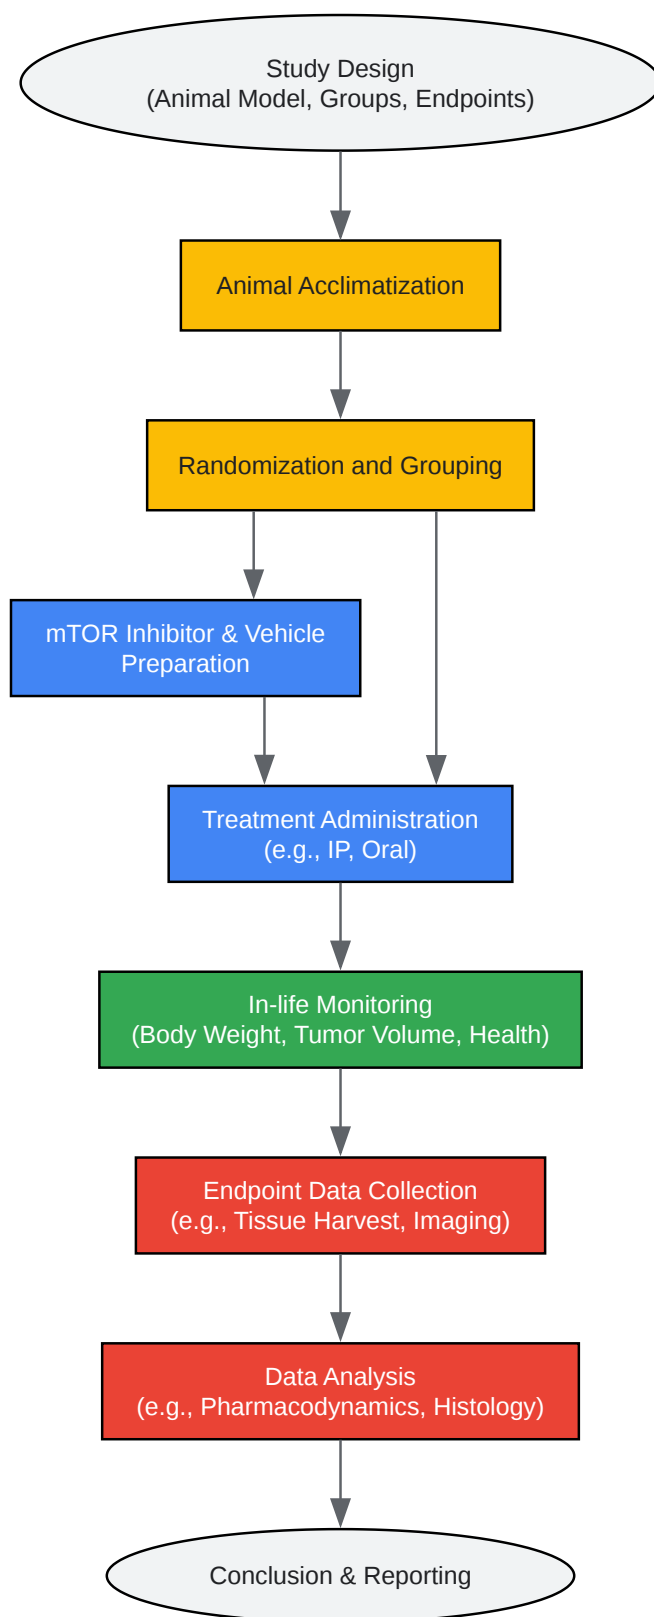 Study Design
(Animal Model, Groups, Endpoints)
Animal Acclimatization
Randomization and Grouping
mTOR Inhibitor & Vehicle
Preparation
Treatment Administration
(e.g., IP, Oral)
In-life Monitoring
(Body Weight, Tumor Volume, Health)
Endpoint Data Collection
(e.g., Tissue Harvest, Imaging)
Data Analysis
(e.g., Pharmacodynamics, Histology)
Conclusion & Reporting